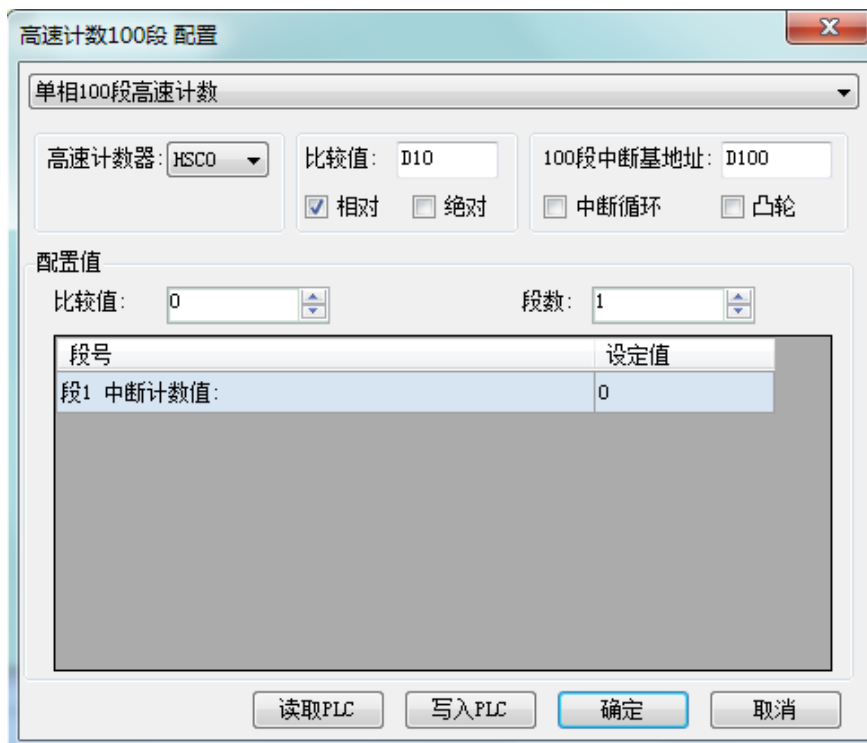 高速计数100段 配置
单相100段高速计数
高速计数器: HSC0 比较值: D10 100段中断基地址: D100
相对 绝对 中断循环 凸轮
配置值
比较值: 0 段数: 1
段号 设定值
段1 中断计数值: 0
读取PLC 写入PLC 确定 取消